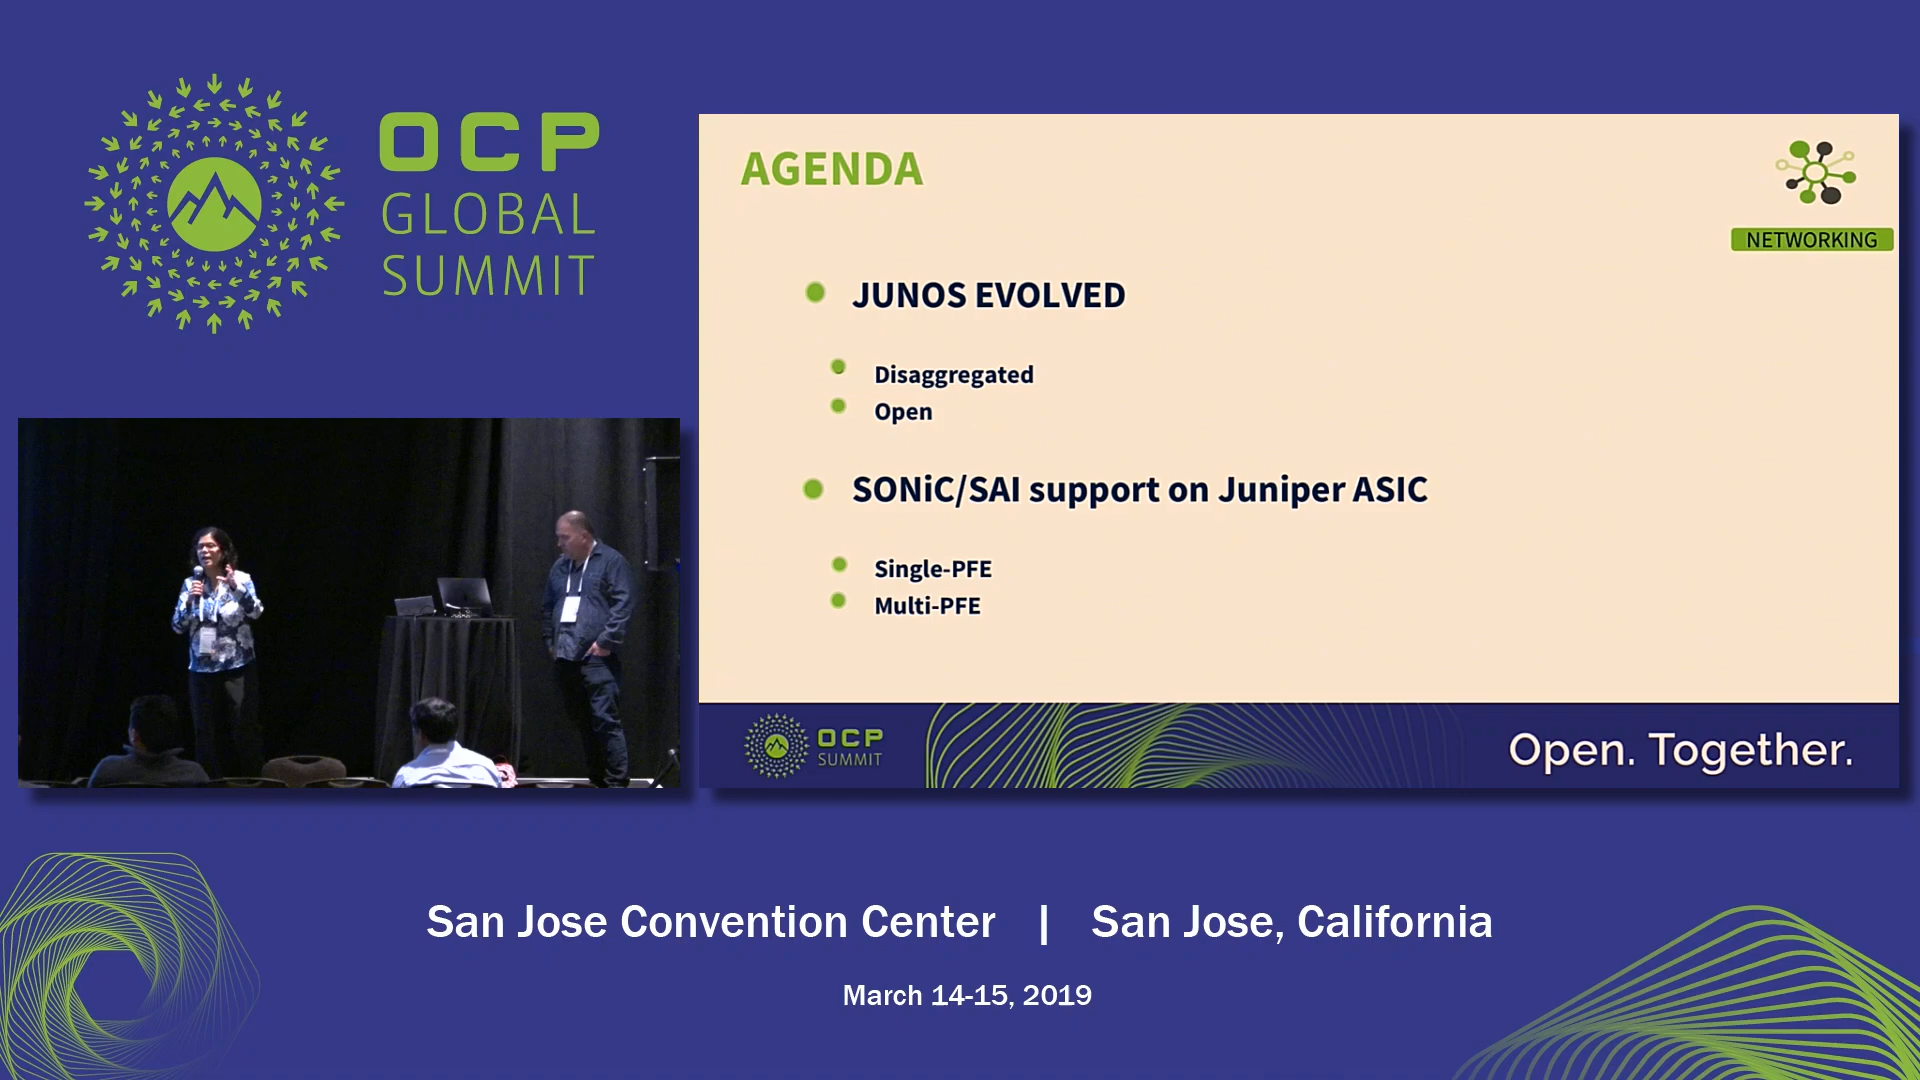 OCP
GLOBAL
SUMMIT
AGENDA
NETWORKING
JUNOS EVOLVED
Disaggregated
Open
SONiC/SAI support on Juniper ASIC
Single-PFE
Multi-PFE
OCP
SUMMIT
Open. Together.
San Jose Convention Center | San Jose, California
March 14-15, 2019